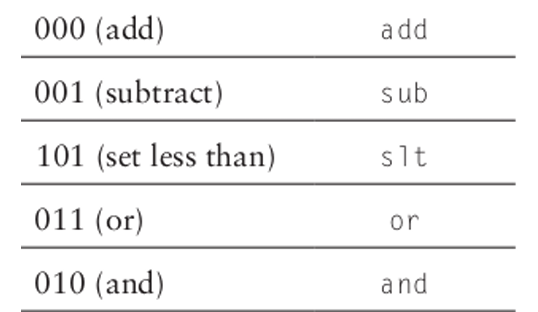 000 (add) add
001 (subtract) sub
101 (set less than) slt
011 (or) or
010 (and) and